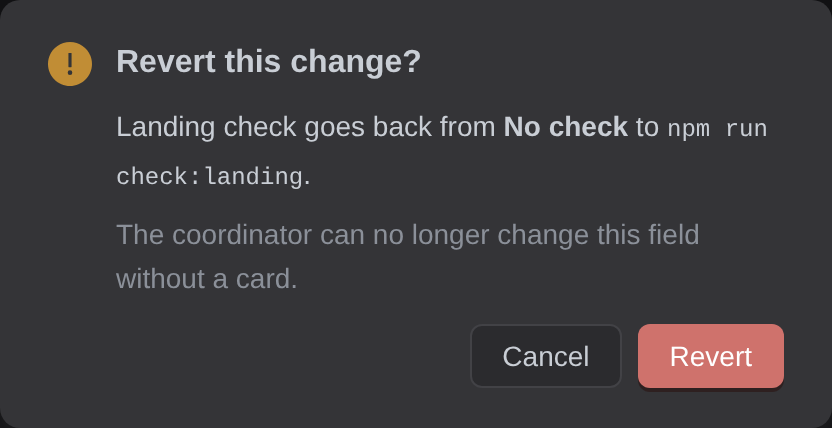 Revert this change?
Landing check goes back from No check to npm run
check:landing.
The coordinator can no longer change this field
without a card.
Cancel Revert